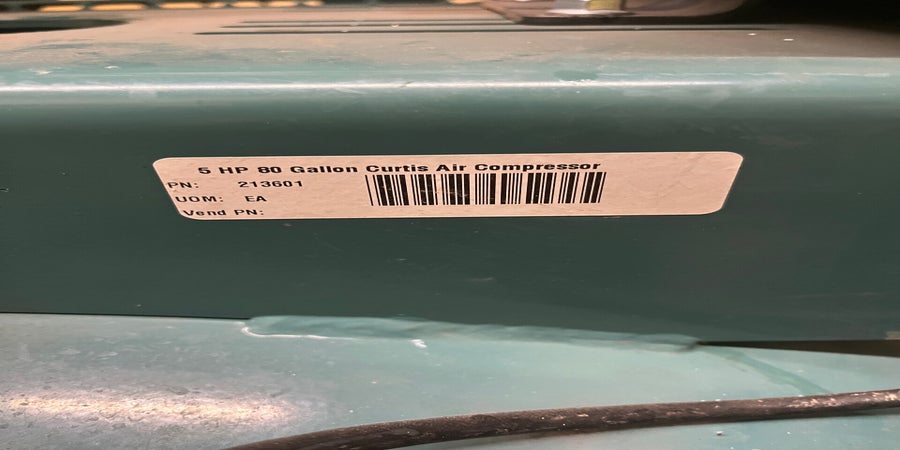 5 HP 80 Gallon Curtis Air Compressor
PN: 213601
UOM: EA
Vend PN: